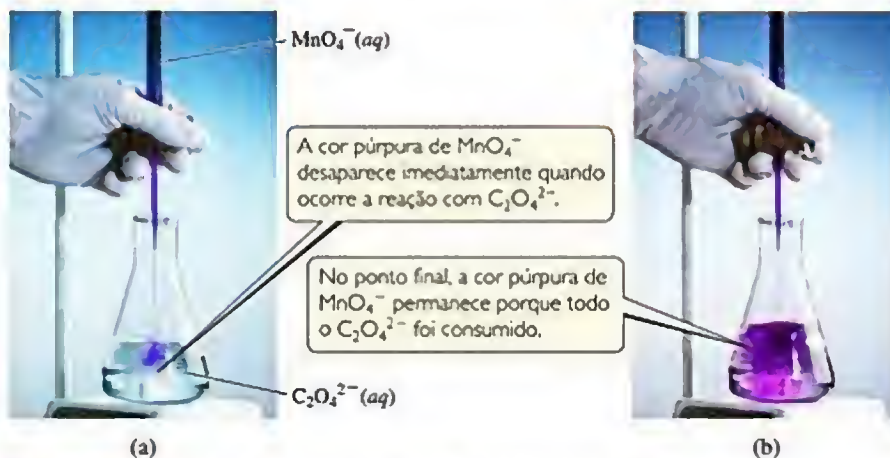 MnO₄⁻(aq)
A cor púrpura de MnO₄⁻
desaparece imediatamente quando
ocorre a reação com C₂O₄²⁻.
No ponto final, a cor púrpura de
MnO₄⁻ permanece porque todo
o C₂O₄²⁻ foi consumido.
C₂O₄²⁻(aq)
(a)
(b)